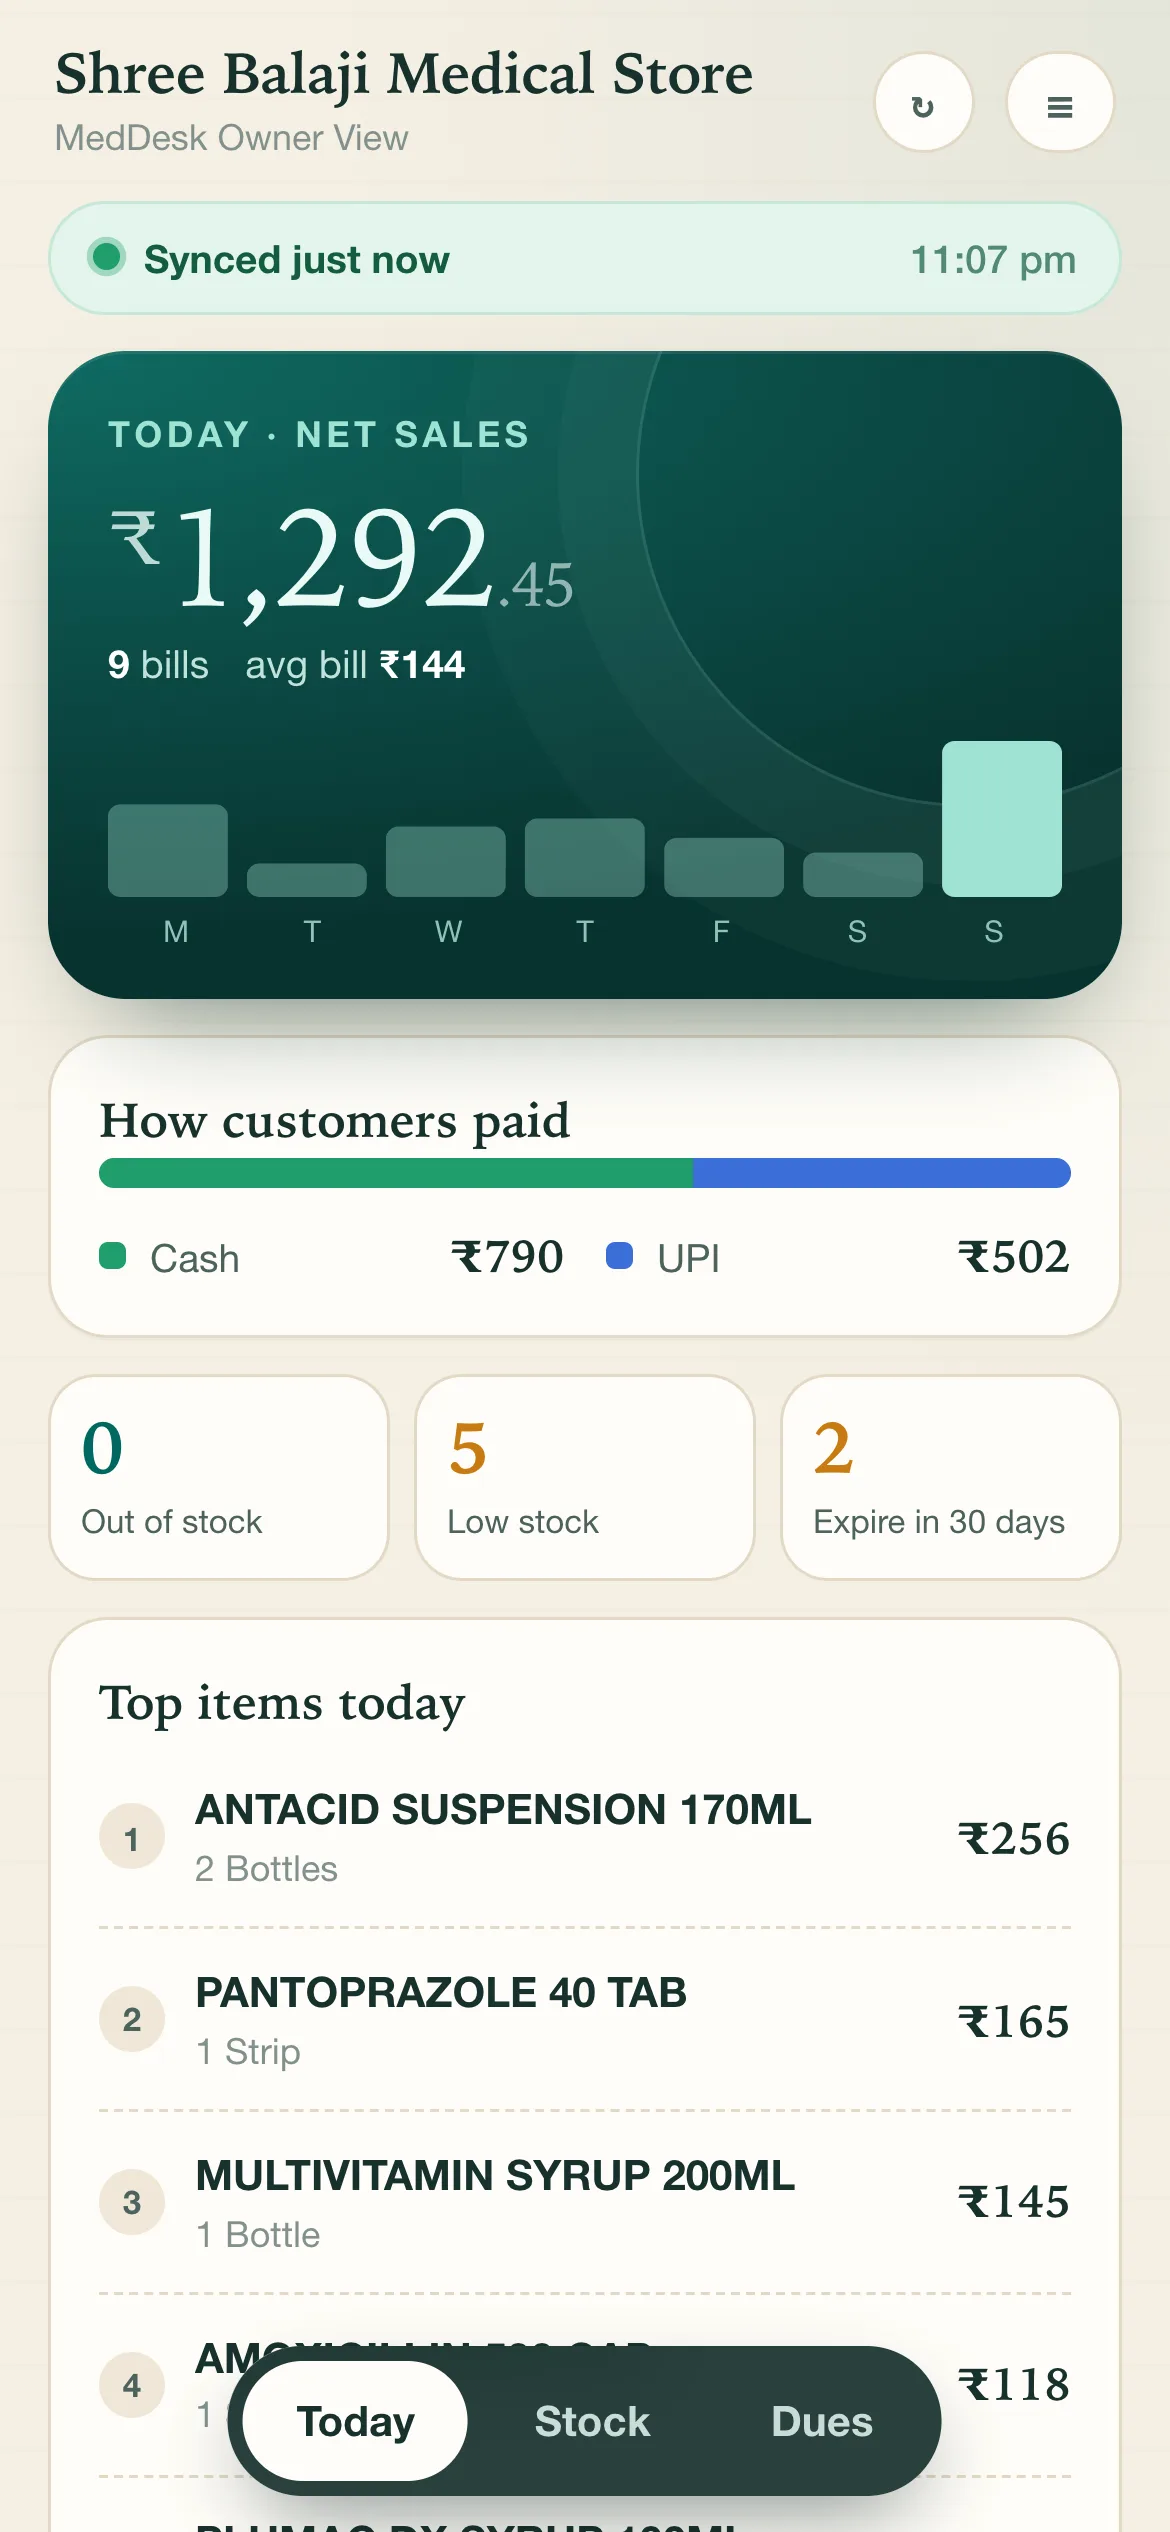 Shree Balaji Medical Store
MedDesk Owner View
↻ ≡
Synced just now 11:07 pm
TODAY · NET SALES
₹1,292.45
9 bills avg bill ₹144
M T W T F S S
How customers paid
Cash ₹790 UPI ₹502
0 5 2
Out of stock Low stock Expire in 30 days
Top items today
1 ANTACID SUSPENSION 170ML ₹256
2 Bottles
2 PANTOPRAZOLE 40 TAB ₹165
1 Strip
3 MULTIVITAMIN SYRUP 200ML ₹145
1 Bottle
4 ₹118
1
Today Stock Dues